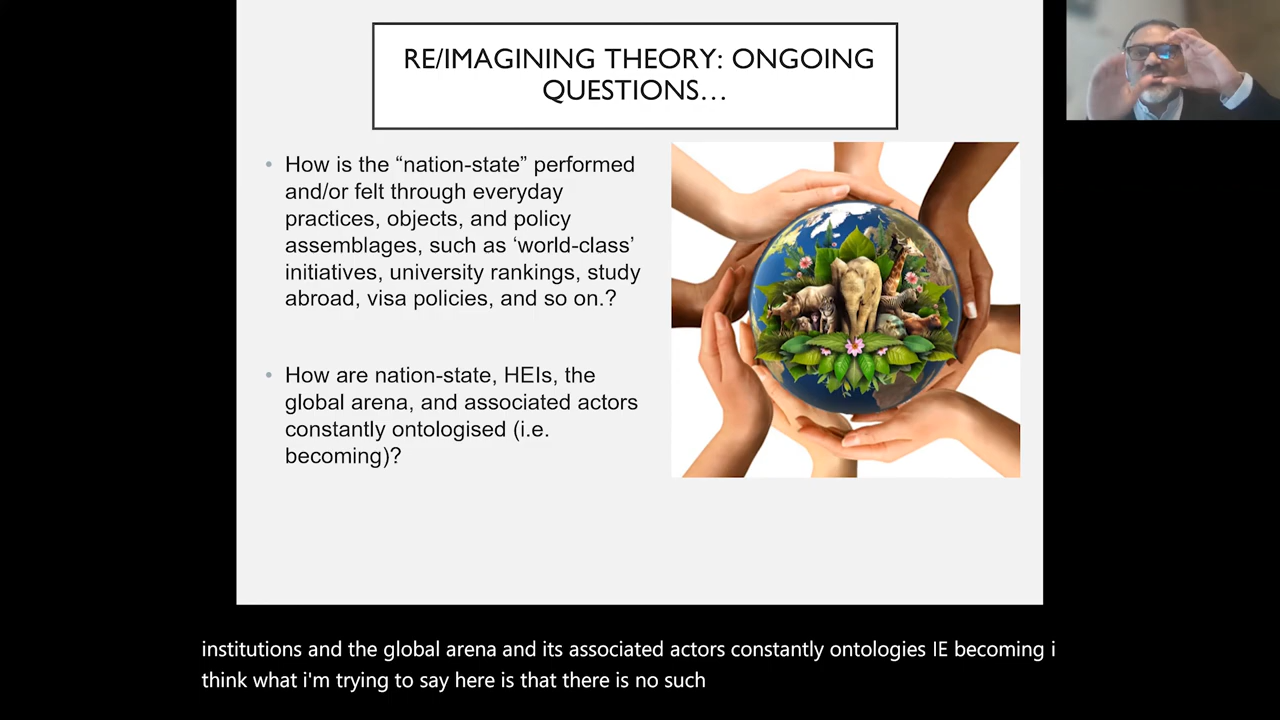 RE/IMAGINING THEORY: ONGOING
QUESTIONS…
• How is the “nation-state” performed
and/or felt through everyday
practices, objects, and policy
assemblages, such as ‘world-class’
initiatives, university rankings, study
abroad, visa policies, and so on.?
• How are nation-state, HEIs, the
global arena, and associated actors
constantly ontologised (i.e.
becoming)?
institutions and the global arena and its associated actors constantly ontologies IE becoming i
think what i'm trying to say here is that there is no such